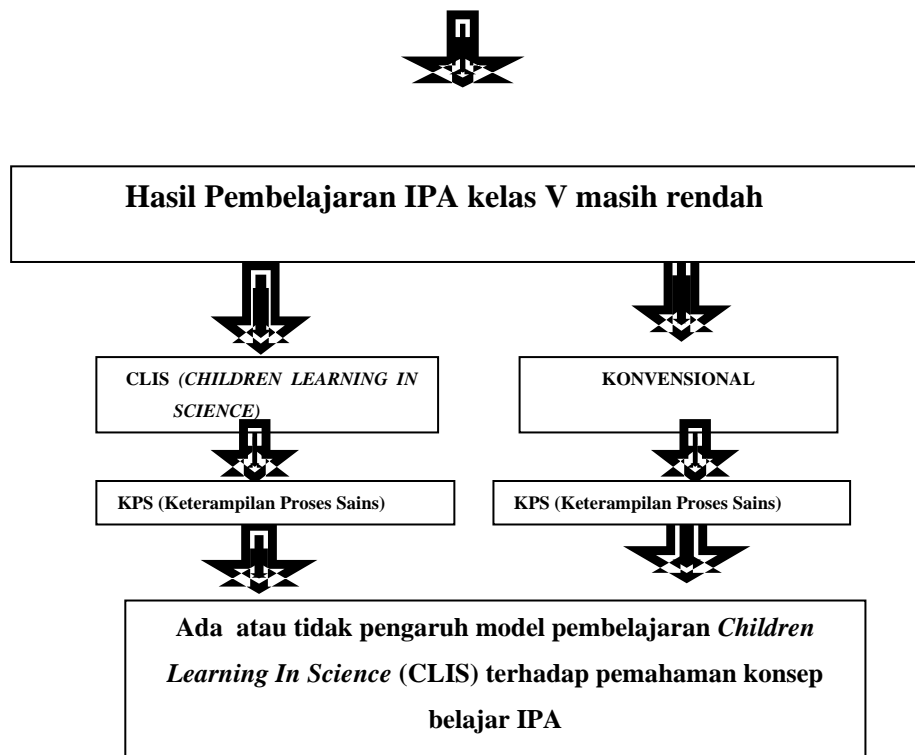 Hasil Pembelajaran IPA kelas V masih rendah
CLIS (CHILDREN LEARNING IN
SCIENCE)
KONVENSIONAL
KPS (Keterampilan Proses Sains)
KPS (Keterampilan Proses Sains)
Ada atau tidak pengaruh model pembelajaran Children
Learning In Science (CLIS) terhadap pemahaman konsep
belajar IPA